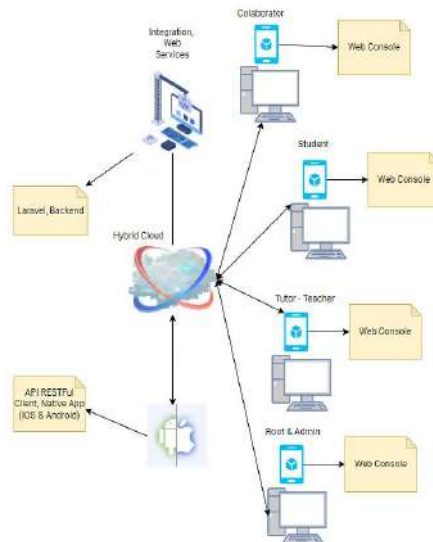 Colaborator
Integration,
Web
Services
Web Console
Student
Web Console
Laravel, Backend
Hybrid Cloud
Tutor - Teacher
Web Console
API RESTFul
Client, Native App
(IOS & Android)
Root & Admin
Web Console